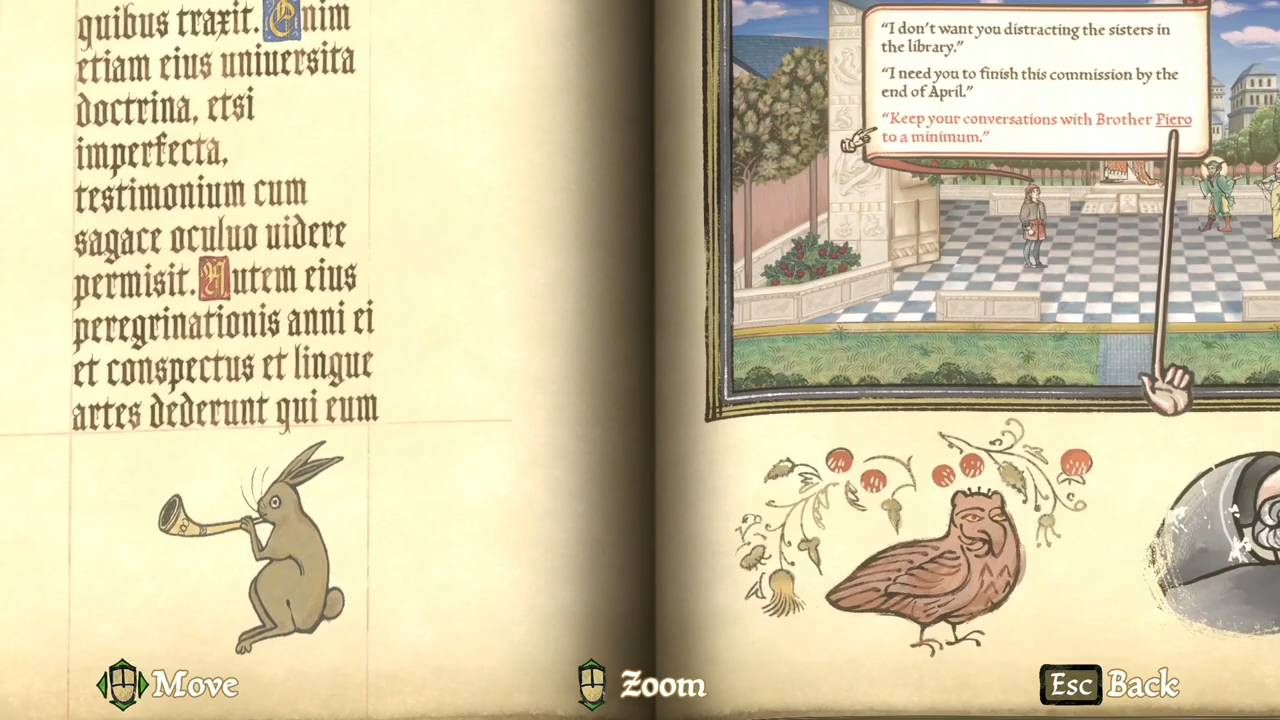 quibus traxit. Enim
etiam eius uniuersita
doctrina, etsi
imperfecta,
testimonium cum
sagace oculuo uidere
permisit. Autem eius
peregrinationis anni ei
et conspectus et lingue
artes dederunt qui eum
“I don’t want you distracting the sisters in
the library.”
“I need you to finish this commission by the
end of April.”
“Keep your conversations with Brother Piero
to a minimum.”
Move
Zoom
Esc Back